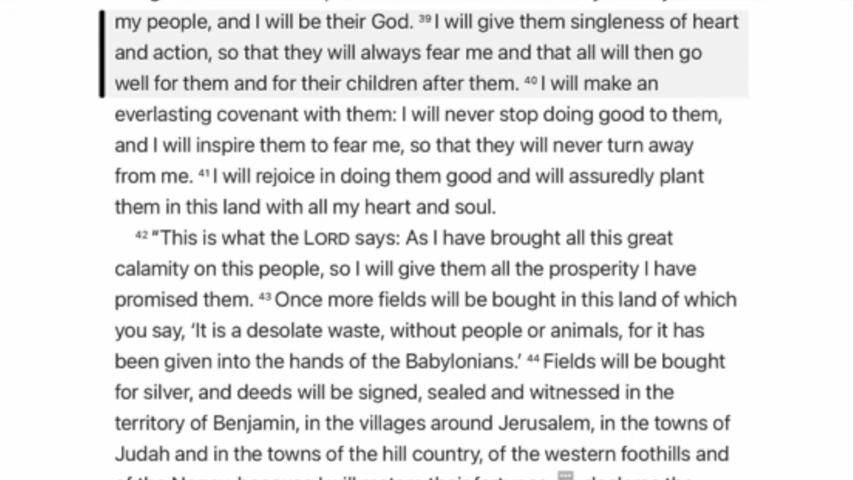 my people, and I will be their God. ³⁹ I will give them singleness of heart
and action, so that they will always fear me and that all will then go
well for them and for their children after them. ⁴⁰ I will make an
everlasting covenant with them: I will never stop doing good to them,
and I will inspire them to fear me, so that they will never turn away
from me. ⁴¹ I will rejoice in doing them good and will assuredly plant
them in this land with all my heart and soul.
⁴² “This is what the LORD says: As I have brought all this great
calamity on this people, so I will give them all the prosperity I have
promised them. ⁴³ Once more fields will be bought in this land of which
you say, ‘It is a desolate waste, without people or animals, for it has
been given into the hands of the Babylonians.’ ⁴⁴ Fields will be bought
for silver, and deeds will be signed, sealed and witnessed in the
territory of Benjamin, in the villages around Jerusalem, in the towns of
Judah and in the towns of the hill country, of the western foothills and
of the Negev, because I will restore their fortunes, declares the